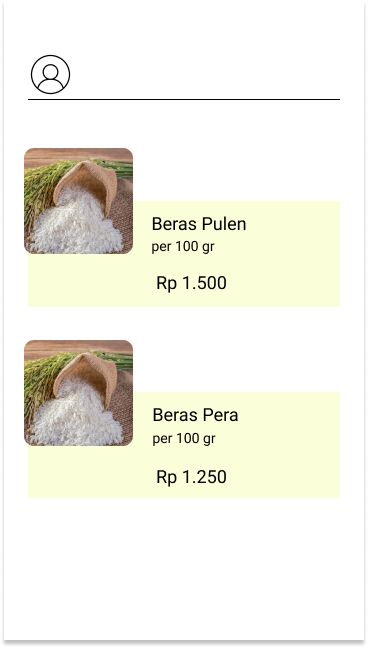 Beras Pulen
per 100 gr
Rp 1.500
Beras Pera
per 100 gr
Rp 1.250